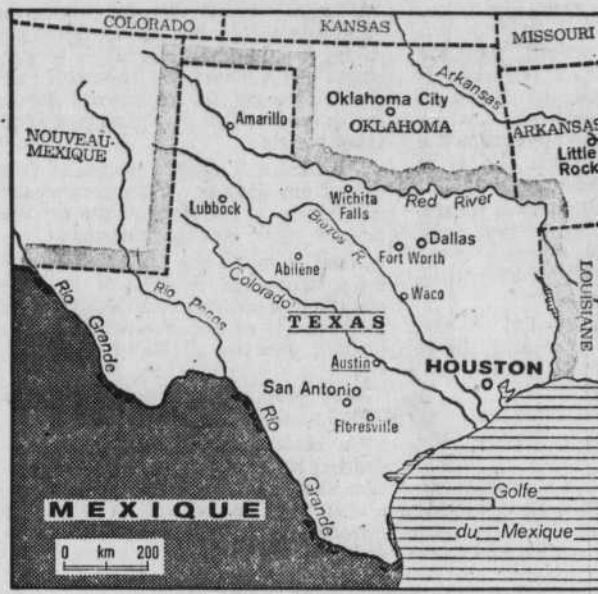 COLORADO
KANSAS
MISSOURI
Arkansas
Oklahoma City
OKLAHOMA
Amarillo
ARKANSAS
Little
Rock
NOUVEAU-
MEXIQUE
Wichita
Falls
Red River
Lubbock
Brazos R.
Dallas
Fort Worth
Abilène
Colorado
Rio Pecos
Waco
TEXAS
LOUISIANE
Rio
Grande
Austin
HOUSTON
San Antonio
Floresville
Rio
Grande
MEXIQUE
Golfe
du Mexique
0 km 200